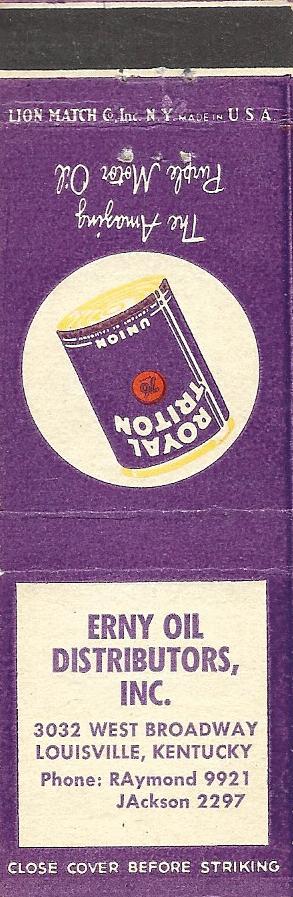 LION MATCH Co., Inc. N.Y. MADE IN U S A
The Amazing
Purple Motor Oil
ROYAL
TRITON
UNION
ERNY OIL
DISTRIBUTORS,
INC.
3032 WEST BROADWAY
LOUISVILLE, KENTUCKY
Phone: RAymond 9921
JAckson 2297
CLOSE COVER BEFORE STRIKING